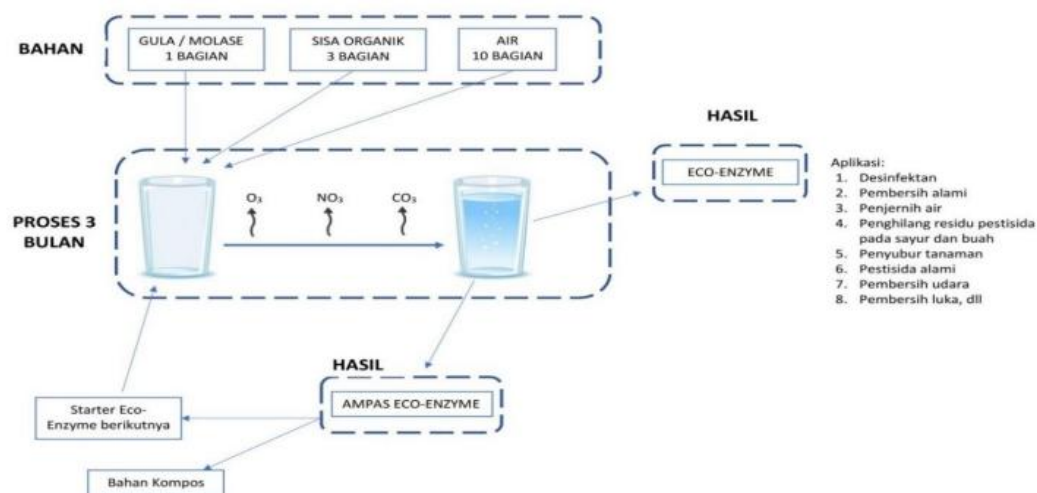 BAHAN
GULA / MOLASE
1 BAGIAN
SISA ORGANIK
3 BAGIAN
AIR
10 BAGIAN
PROSES 3
BULAN
O₃
NO₃
CO₃
HASIL
ECO-ENZYME
Aplikasi:
1. Desinfektan
2. Pembersih alami
3. Penjernih air
4. Penghilang residu pestisida
pada sayur dan buah
5. Penyubur tanaman
6. Pestisida alami
7. Pembersih udara
8. Pembersih luka, dll
HASIL
AMPAS ECO-ENZYME
Starter Eco-
Enzyme berikutnya
Bahan Kompos